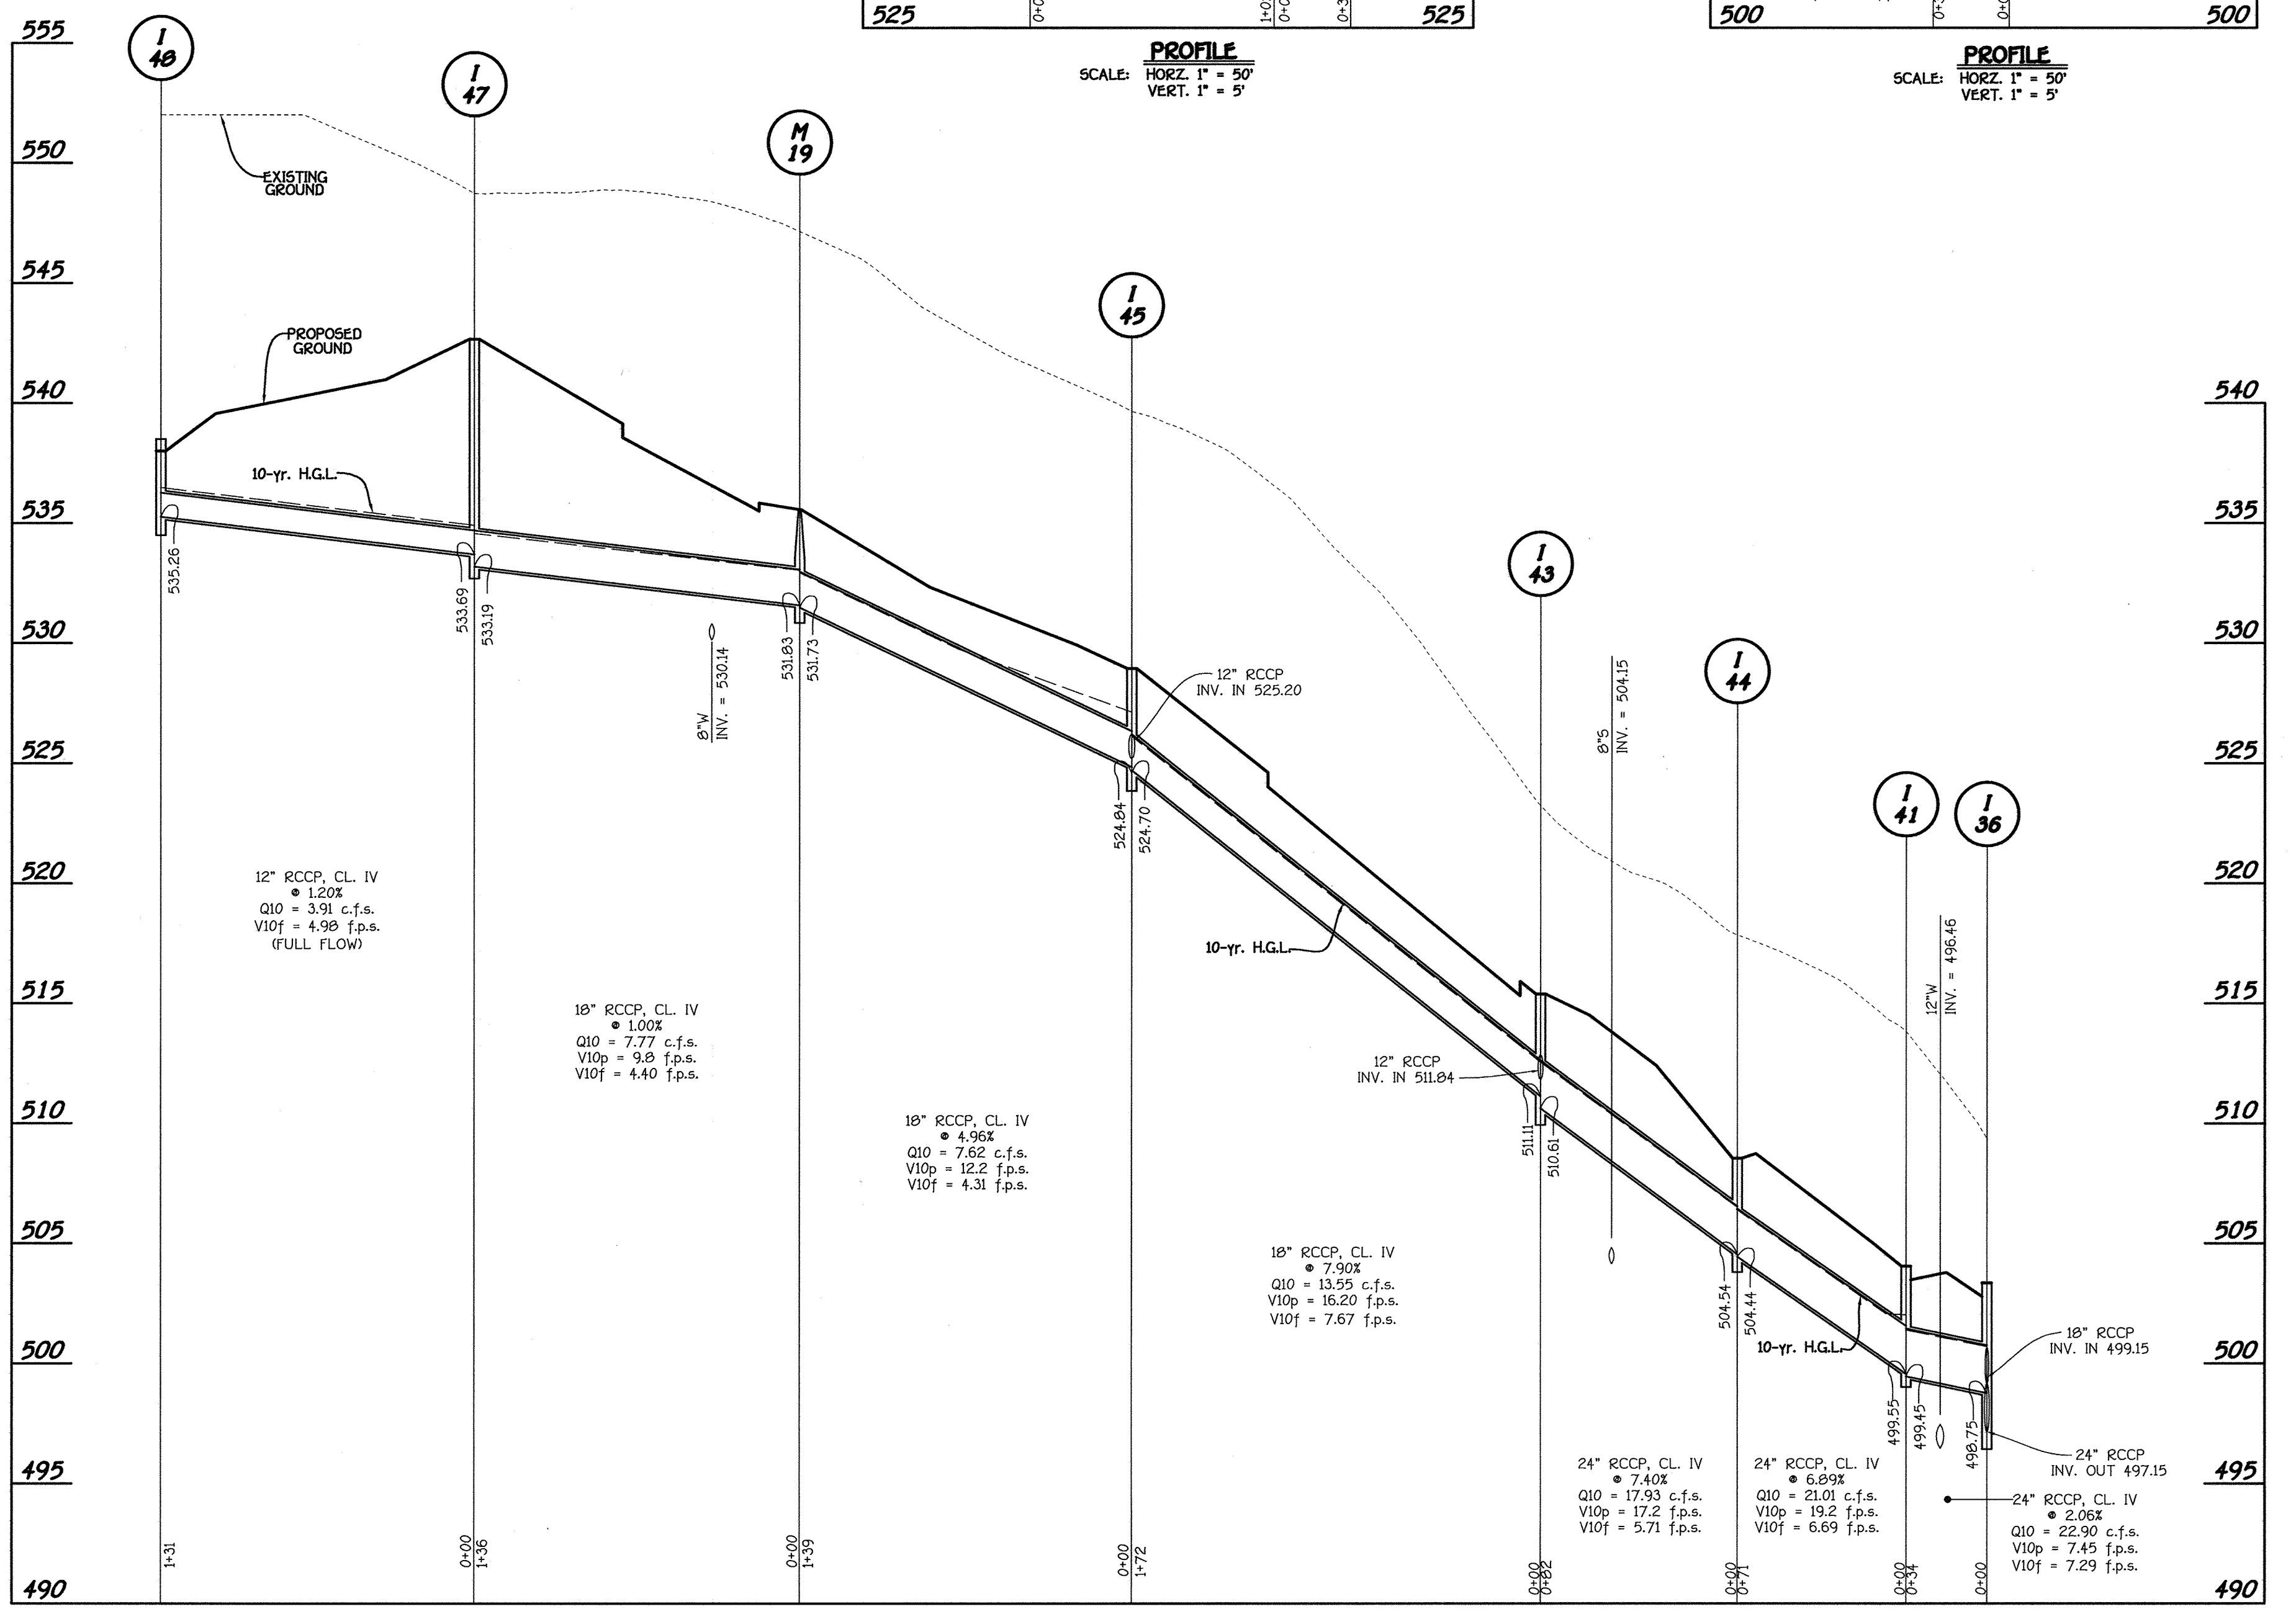 525
525
500
500
PROFILE
SCALE: HORZ. 1" = 50'
VERT. 1" = 5'
PROFILE
SCALE: HORZ. 1" = 50'
VERT. 1" = 5'
555
550
545
540
535
530
525
520
515
510
505
500
495
490
I
48
I
47
M
19
I
45
I
43
I
44
I
41
I
36
540
535
530
525
520
515
510
505
500
495
490
EXISTING
GROUND
PROPOSED
GROUND
10-yr. H.G.L.
535.26
533.69
533.19
8"W
INV. = 530.14
531.83
531.73
12" RCCP
INV. IN 525.20
524.84
524.70
8"S
INV. = 504.15
10-yr. H.G.L.
12" RCCP
INV. IN 511.84
511.11
510.61
504.54
504.44
10-yr. H.G.L.
12"W
INV. = 496.46
499.55
499.45
498.75
18" RCCP
INV. IN 499.15
24" RCCP
INV. OUT 497.15
12" RCCP, CL. IV
@ 1.20%
Q10 = 3.91 c.f.s.
V10f = 4.98 f.p.s.
(FULL FLOW)
18" RCCP, CL. IV
@ 1.00%
Q10 = 7.77 c.f.s.
V10p = 9.8 f.p.s.
V10f = 4.40 f.p.s.
18" RCCP, CL. IV
@ 4.96%
Q10 = 7.62 c.f.s.
V10p = 12.2 f.p.s.
V10f = 4.31 f.p.s.
18" RCCP, CL. IV
@ 7.90%
Q10 = 13.55 c.f.s.
V10p = 16.20 f.p.s.
V10f = 7.67 f.p.s.
24" RCCP, CL. IV
@ 7.40%
Q10 = 17.93 c.f.s.
V10p = 17.2 f.p.s.
V10f = 5.71 f.p.s.
24" RCCP, CL. IV
@ 6.89%
Q10 = 21.01 c.f.s.
V10p = 19.2 f.p.s.
V10f = 6.69 f.p.s.
24" RCCP, CL. IV
@ 2.06%
Q10 = 22.90 c.f.s.
V10p = 7.45 f.p.s.
V10f = 7.29 f.p.s.
1+31
0+00
1+36
0+00
1+39
0+00
1+72
0+00
0+82
0+00
0+71
0+00
0+34
0+00